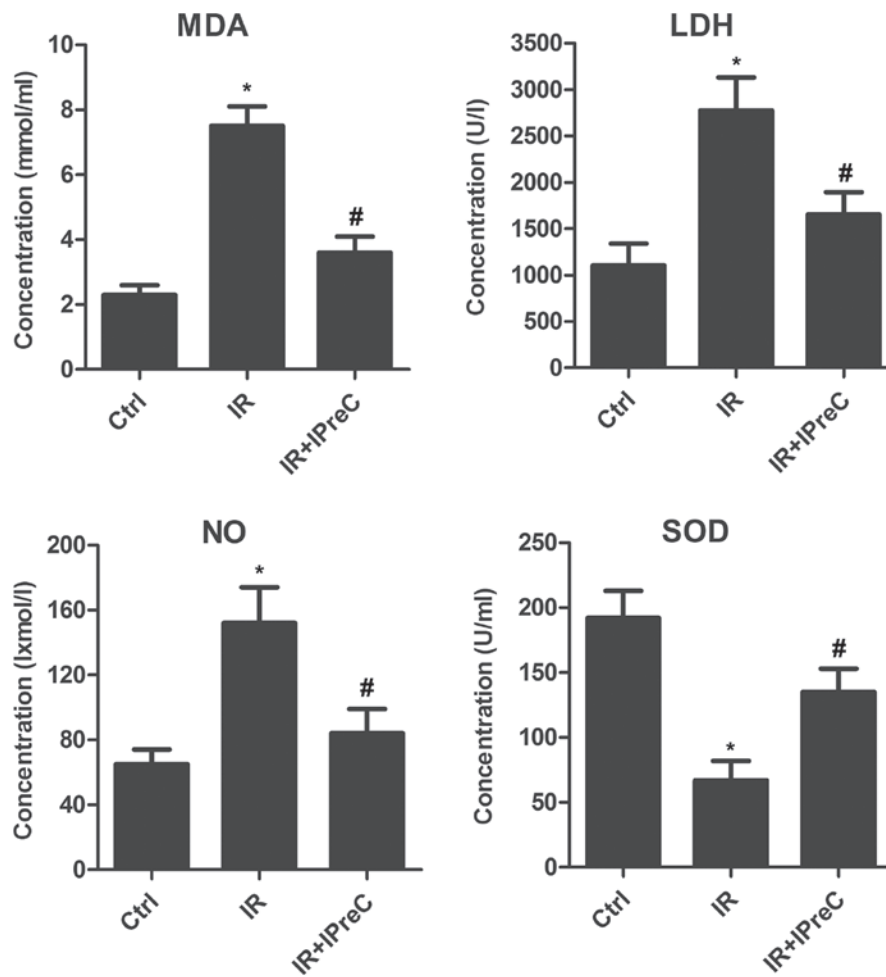 MDA
Concentration (mmol/ml)
10
8
6
4
2
0
*
#
Ctrl
IR
IR+IPreC
LDH
Concentration (U/l)
3500
3000
2500
2000
1500
1000
500
0
*
#
Ctrl
IR
IR+IPreC
NO
Concentration (Ixmol/l)
200
160
120
80
40
0
*
#
Ctrl
IR
IR+IPreC
SOD
Concentration (U/ml)
250
200
150
100
50
0
*
#
Ctrl
IR
IR+IPreC